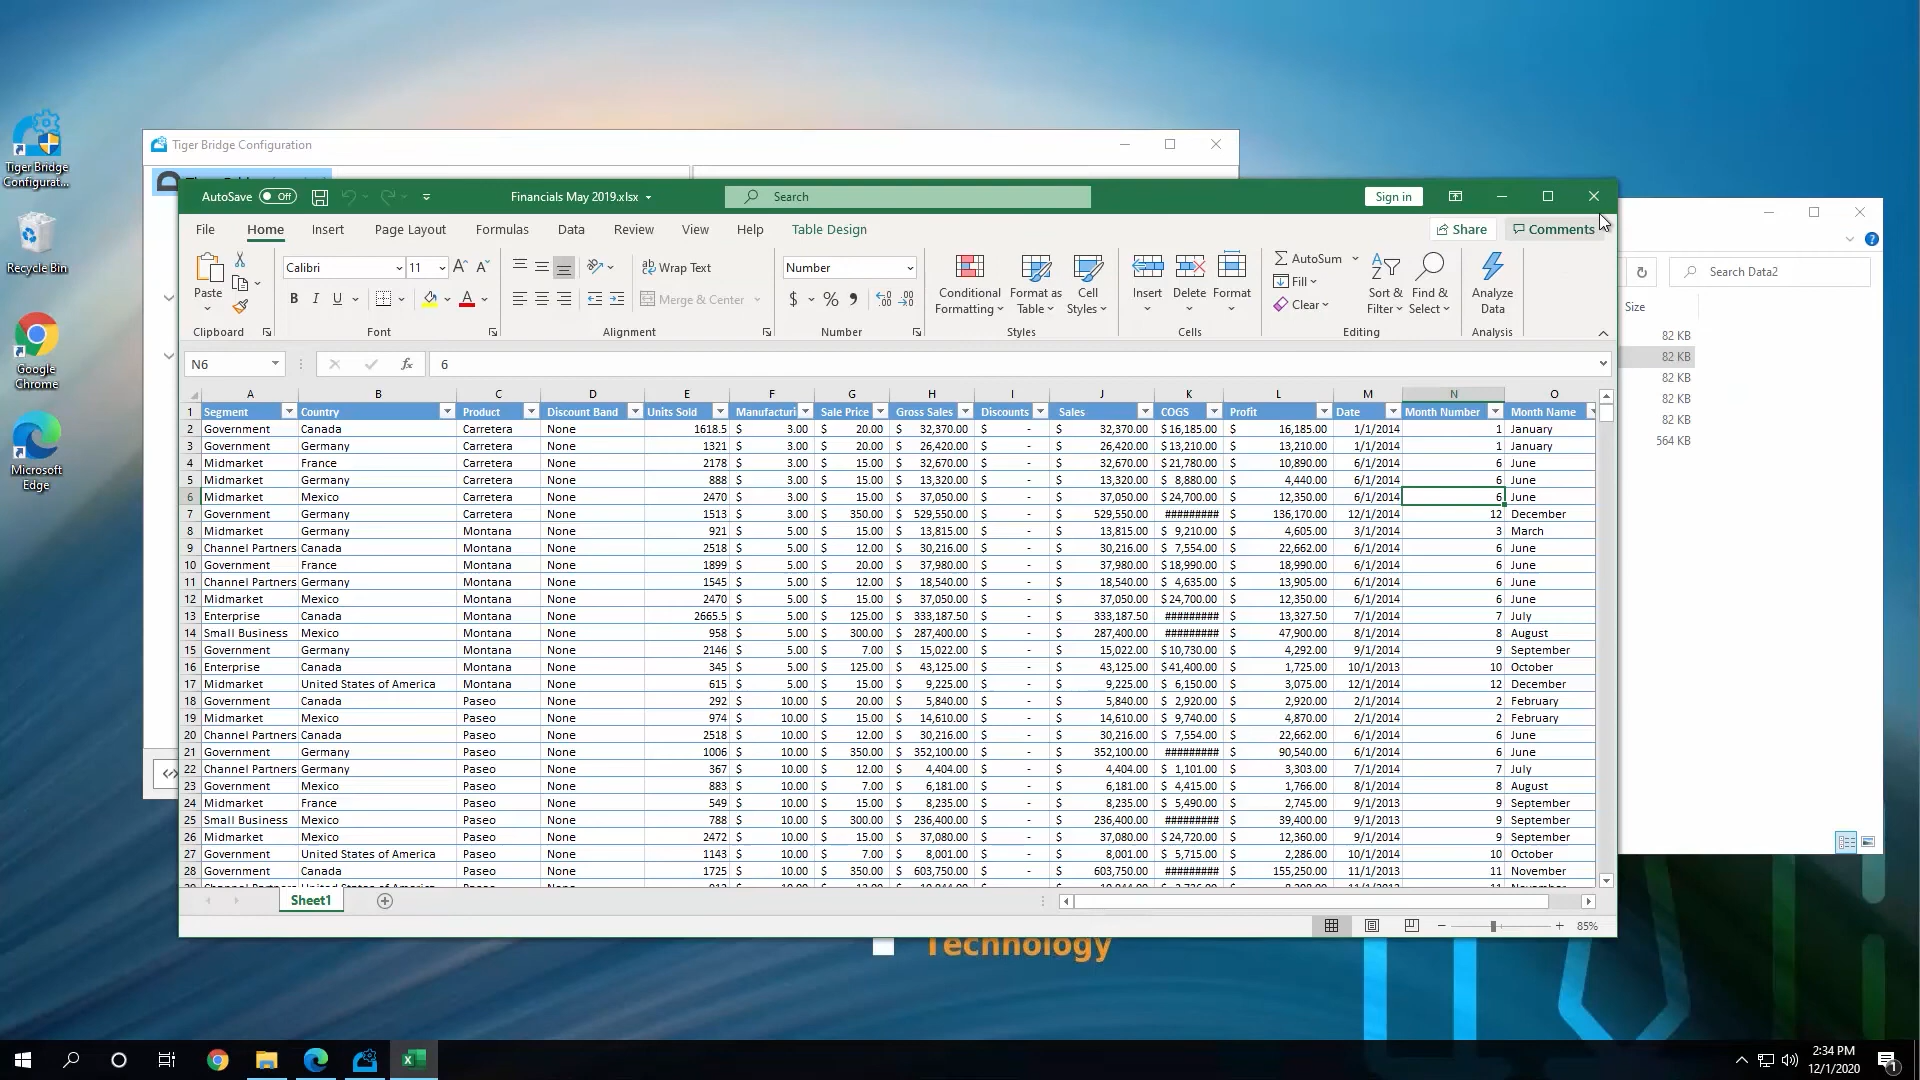 Tiger Bridge Configuration
AutoSave Off Financials May 2019.xlsx Search Sign in
File Home Insert Page Layout Formulas Data Review View Help Table Design Share Comments
Paste Calibri 11 Wrap Text Number Conditional Formatting Format as Table Cell Styles Insert Delete Format AutoSum Sort & Filter Find & Select Analyze Data
B I U Merge & Center $ % Fill Clear
Clipboard Font Alignment Number Styles Cells Editing Analysis
N6 fx 6
A B C D E F G H I J K L M N O
1 Segment Country Product Discount Band Units Sold Manufacturi Sale Price Gross Sales Discounts Sales COGS Profit Date Month Number Month Name
2 Government Canada Carretera None 1618.5 $ 3.00 $ 20.00 $ 32,370.00 $ - $ 32,370.00 $16,185.00 $ 16,185.00 1/1/2014 1 January
3 Government Germany Carretera None 1321 $ 3.00 $ 20.00 $ 26,420.00 $ - $ 26,420.00 $13,210.00 $ 13,210.00 1/1/2014 1 January
4 Midmarket France Carretera None 2178 $ 3.00 $ 15.00 $ 32,670.00 $ - $ 32,670.00 $21,780.00 $ 10,890.00 6/1/2014 6 June
5 Midmarket Germany Carretera None 888 $ 3.00 $ 15.00 $ 13,320.00 $ - $ 13,320.00 $ 8,880.00 $ 4,440.00 6/1/2014 6 June
6 Midmarket Mexico Carretera None 2470 $ 3.00 $ 15.00 $ 37,050.00 $ - $ 37,050.00 $24,700.00 $ 12,350.00 6/1/2014 6 June
7 Government Germany Carretera None 1513 $ 3.00 $ 350.00 $ 529,550.00 $ - $ 529,550.00 ######### $ 136,170.00 12/1/2014 12 December
8 Midmarket Germany Montana None 921 $ 5.00 $ 15.00 $ 13,815.00 $ - $ 13,815.00 $ 9,210.00 $ 4,605.00 3/1/2014 3 March
9 Channel Partners Canada Montana None 2518 $ 5.00 $ 12.00 $ 30,216.00 $ - $ 30,216.00 $ 7,554.00 $ 22,662.00 6/1/2014 6 June
10 Government France Montana None 1899 $ 5.00 $ 20.00 $ 37,980.00 $ - $ 37,980.00 $18,990.00 $ 18,990.00 6/1/2014 6 June
11 Channel Partners Germany Montana None 1545 $ 5.00 $ 12.00 $ 18,540.00 $ - $ 18,540.00 $ 4,635.00 $ 13,905.00 6/1/2014 6 June
12 Midmarket Mexico Montana None 2470 $ 5.00 $ 15.00 $ 37,050.00 $ - $ 37,050.00 $24,700.00 $ 12,350.00 6/1/2014 6 June
13 Enterprise Canada Montana None 2665.5 $ 5.00 $ 125.00 $ 333,187.50 $ - $ 333,187.50 ######### $ 13,327.50 7/1/2014 7 July
14 Small Business Mexico Montana None 958 $ 5.00 $ 300.00 $ 287,400.00 $ - $ 287,400.00 ######### $ 47,900.00 8/1/2014 8 August
15 Government Germany Montana None 2146 $ 5.00 $ 7.00 $ 15,022.00 $ - $ 15,022.00 $10,730.00 $ 4,292.00 9/1/2014 9 September
16 Enterprise Canada Montana None 345 $ 5.00 $ 125.00 $ 43,125.00 $ - $ 43,125.00 $41,400.00 $ 1,725.00 10/1/2013 10 October
17 Midmarket United States of America Montana None 615 $ 5.00 $ 15.00 $ 9,225.00 $ - $ 9,225.00 $ 6,150.00 $ 3,075.00 12/1/2014 12 December
18 Government Canada Paseo None 292 $ 10.00 $ 20.00 $ 5,840.00 $ - $ 5,840.00 $ 2,920.00 $ 2,920.00 2/1/2014 2 February
19 Midmarket Mexico Paseo None 974 $ 10.00 $ 15.00 $ 14,610.00 $ - $ 14,610.00 $ 9,740.00 $ 4,870.00 2/1/2014 2 February
20 Channel Partners Canada Paseo None 2518 $ 10.00 $ 12.00 $ 30,216.00 $ - $ 30,216.00 $ 7,554.00 $ 22,662.00 6/1/2014 6 June
21 Government Germany Paseo None 1006 $ 10.00 $ 350.00 $ 352,100.00 $ - $ 352,100.00 ######### $ 90,540.00 6/1/2014 6 June
22 Channel Partners Germany Paseo None 367 $ 10.00 $ 12.00 $ 4,404.00 $ - $ 4,404.00 $ 1,101.00 $ 3,303.00 7/1/2014 7 July
23 Government Mexico Paseo None 883 $ 10.00 $ 7.00 $ 6,181.00 $ - $ 6,181.00 $ 4,415.00 $ 1,766.00 8/1/2014 8 August
24 Midmarket France Paseo None 549 $ 10.00 $ 15.00 $ 8,235.00 $ - $ 8,235.00 $ 5,490.00 $ 2,745.00 9/1/2013 9 September
25 Small Business Mexico Paseo None 788 $ 10.00 $ 300.00 $ 236,400.00 $ - $ 236,400.00 ######### $ 39,400.00 9/1/2013 9 September
26 Midmarket Mexico Paseo None 2472 $ 10.00 $ 15.00 $ 37,080.00 $ - $ 37,080.00 $24,720.00 $ 12,360.00 9/1/2014 9 September
27 Government United States of America Paseo None 1143 $ 10.00 $ 7.00 $ 8,001.00 $ - $ 8,001.00 $ 5,715.00 $ 2,286.00 10/1/2014 10 October
28 Government Canada Paseo None 1725 $ 10.00 $ 350.00 $ 603,750.00 $ - $ 603,750.00 ######### $ 155,250.00 11/1/2013 11 November
Sheet1
85%
Search Data2
Size
82 KB
82 KB
82 KB
82 KB
82 KB
564 KB
Tiger Bridge
Configurat...
Recycle Bin
Google
Chrome
Microsoft
Edge
Technology
2:34 PM
12/1/2020
1